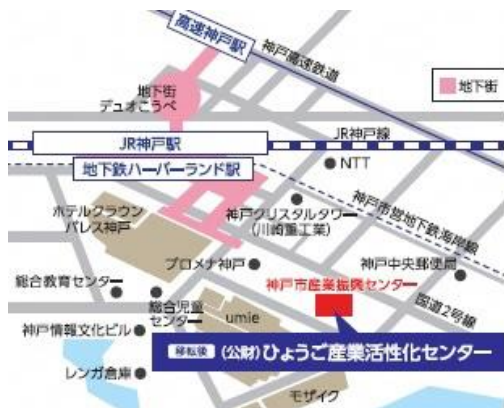 高速神戸駅
神戸高速鉄道
地下街
デュオこうべ
地下街
JR神戸駅
JR神戸線
地下鉄ハーバーランド駅
NTT
神戸市営地下鉄海岸線
ホテルクラウン
パレス神戸
神戸クリスタルタワー
(川崎重工業)
プロメナ神戸
神戸中央郵便局
総合教育センター
神戸市産業振興センター
総合児童
センター
umie
国道2号線
神戸情報文化ビル
移転後 (公財)ひょうご産業活性化センター
レンガ倉庫
モザイク